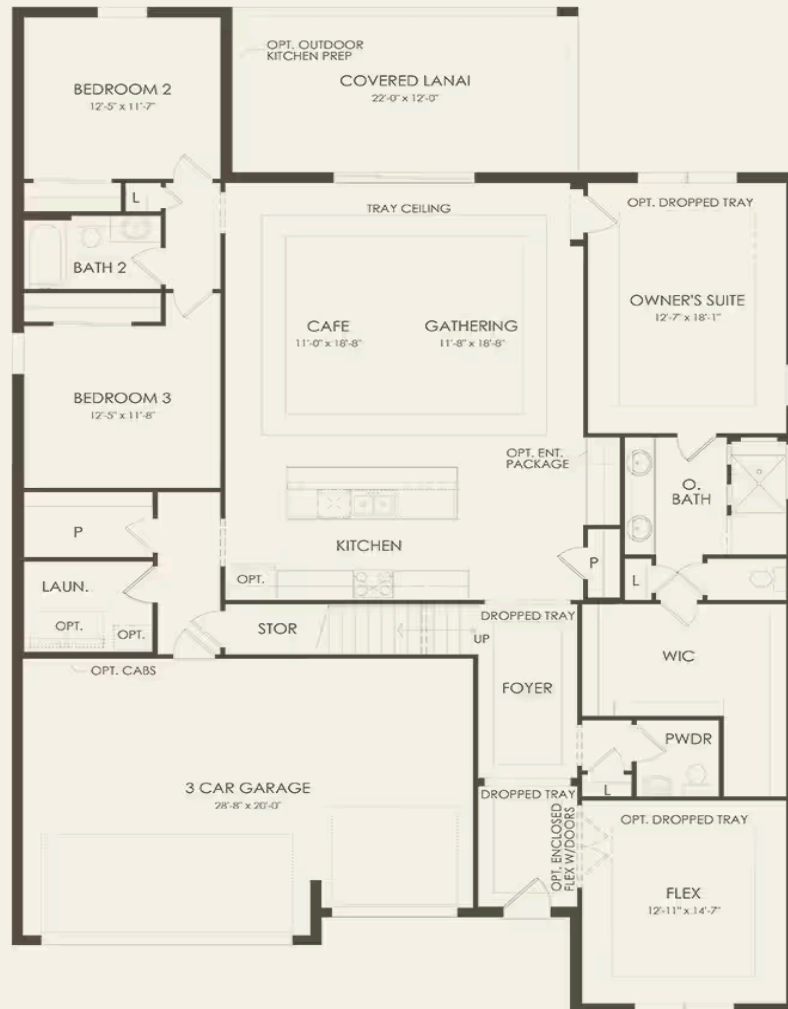 OPT. OUTDOOR
KITCHEN PREP
COVERED LANAI
22'-0" x 12'-0"
BEDROOM 2
12'-5" x 11'-7"
L
TRAY CEILING
OPT. DROPPED TRAY
BATH 2
OWNER'S SUITE
12'-7" x 18'-1"
CAFE
11'-0" x 18'-8"
GATHERING
11'-8" x 18'-8"
BEDROOM 3
12'-5" x 11'-8"
OPT. ENT.
PACKAGE
O.
BATH
P
KITCHEN
P
LAUN.
OPT.
L
OPT.
OPT.
STOR
UP
DROPPED TRAY
WIC
OPT. CABS
FOYER
PWDR
3 CAR GARAGE
28'-8" x 20'-0"
L
DROPPED TRAY
OPT. ENCLOSED
FLEX W/DOORS
OPT. DROPPED TRAY
FLEX
12'-11" x 14'-7"